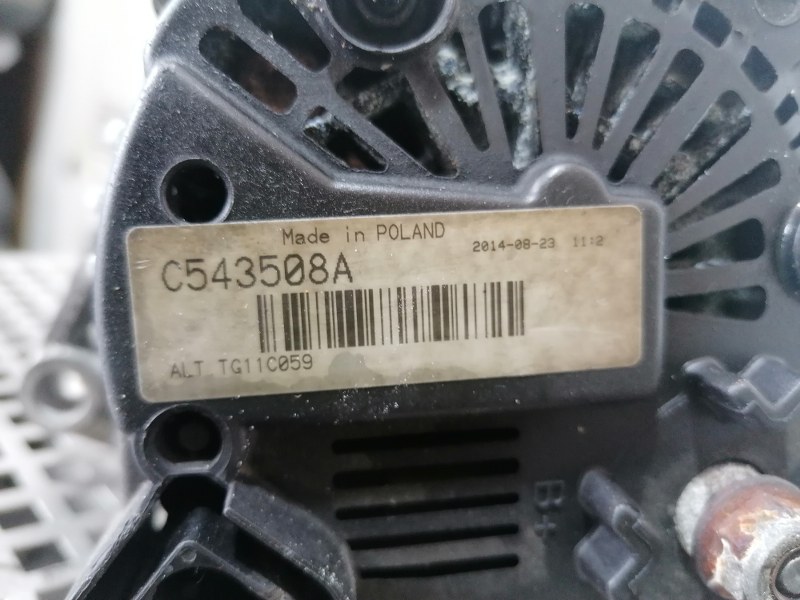 Made in POLAND
2014-08-23 11:2
C543508A
ALT TG11C059
B+